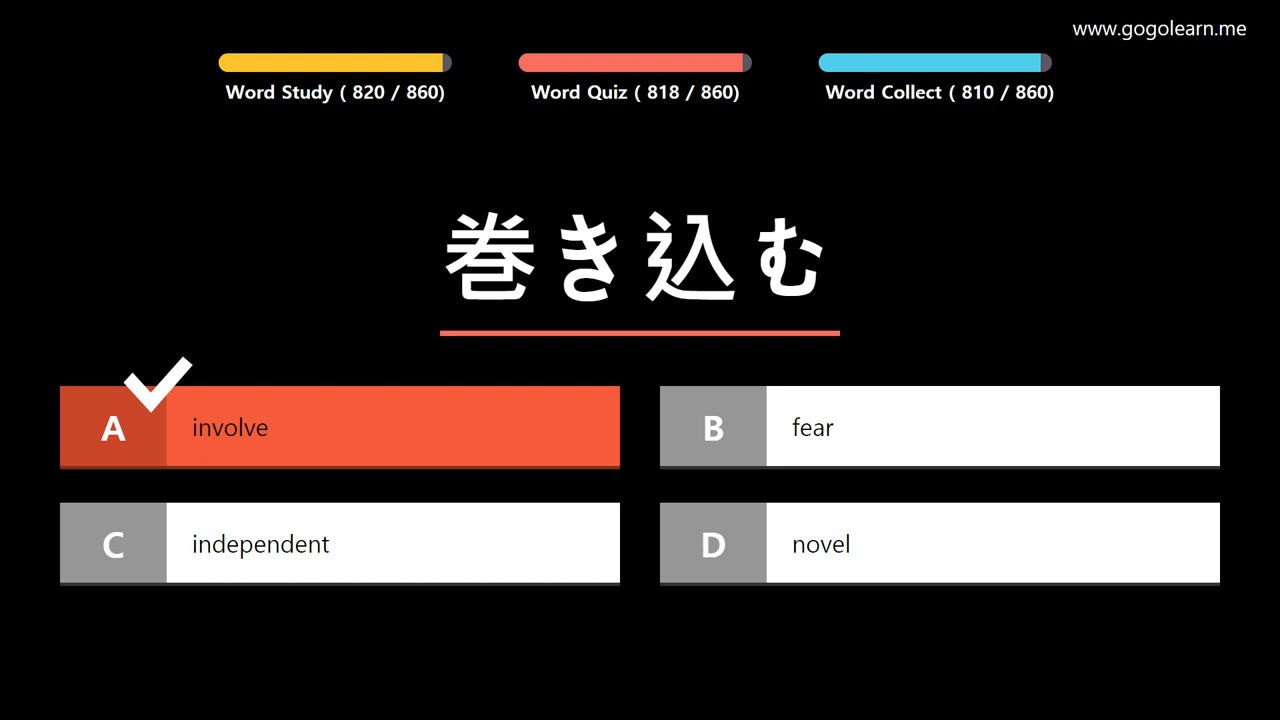 www.gogolearn.me
Word Study ( 820 / 860)
Word Quiz ( 818 / 860)
Word Collect ( 810 / 860)
巻き込む
A involve
B fear
C independent
D novel